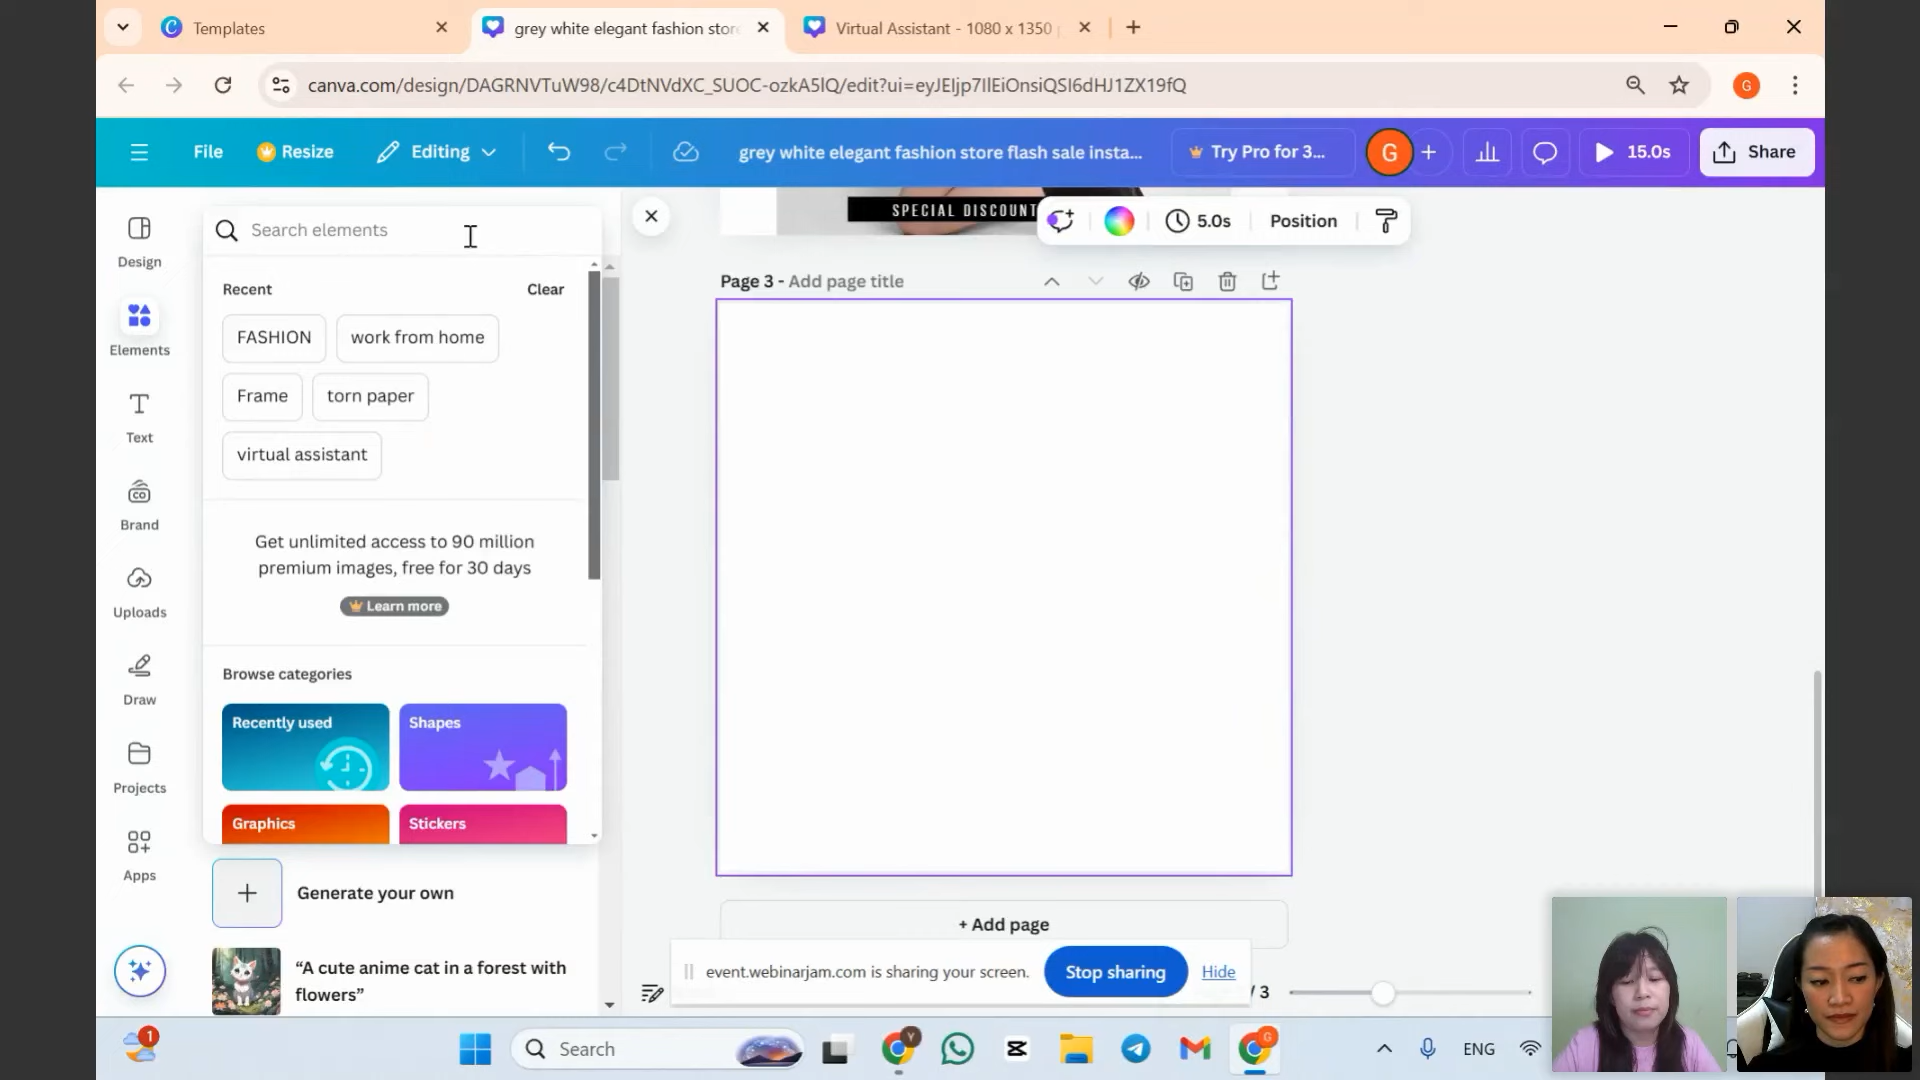 Templates
grey white elegant fashion store
Virtual Assistant - 1080 x 1350
canva.com/design/DAGRNVTuW98/c4DtNVdXC_SUOC-ozkA5lQ/edit?ui=eyJEIjp7IlEiOnsiQSI6dHJ1ZX19fQ
G
File
Resize
Editing
grey white elegant fashion store flash sale insta...
Try Pro for 3...
G
15.0s
Share
Search elements
SPECIAL DISCOUNT
5.0s
Position
Design
Elements
Text
Brand
Uploads
Draw
Projects
Apps
Recent
Clear
FASHION
work from home
Frame
torn paper
virtual assistant
Get unlimited access to 90 million
premium images, free for 30 days
Learn more
Browse categories
Recently used
Shapes
Graphics
Stickers
Generate your own
“A cute anime cat in a forest with
flowers”
Page 3 - Add page title
+ Add page
event.webinarjam.com is sharing your screen.
Stop sharing
Hide
/ 3
1
Search
Y
G
ENG